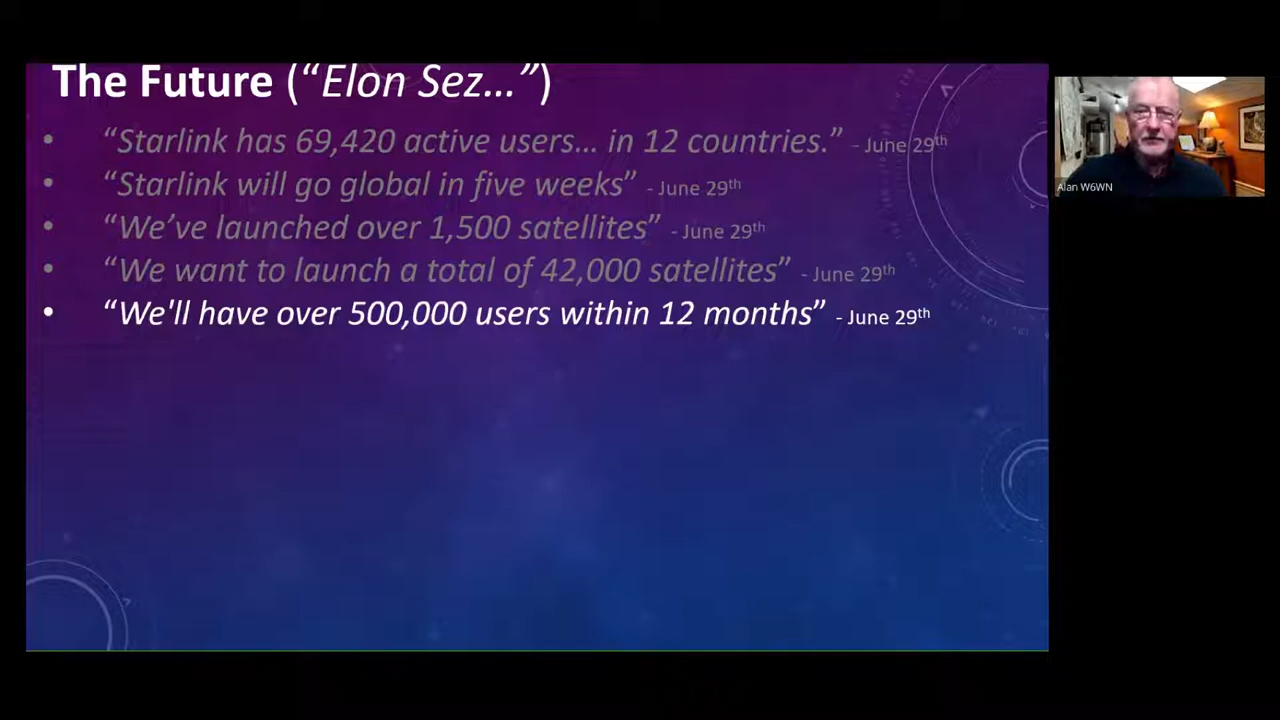 The Future (“Elon Sez…”)
• “Starlink has 69,420 active users… in 12 countries.” - June 29th
• “Starlink will go global in five weeks” - June 29th
• “We’ve launched over 1,500 satellites” - June 29th
• “We want to launch a total of 42,000 satellites” - June 29th
• “We'll have over 500,000 users within 12 months” - June 29th
Alan W6WN